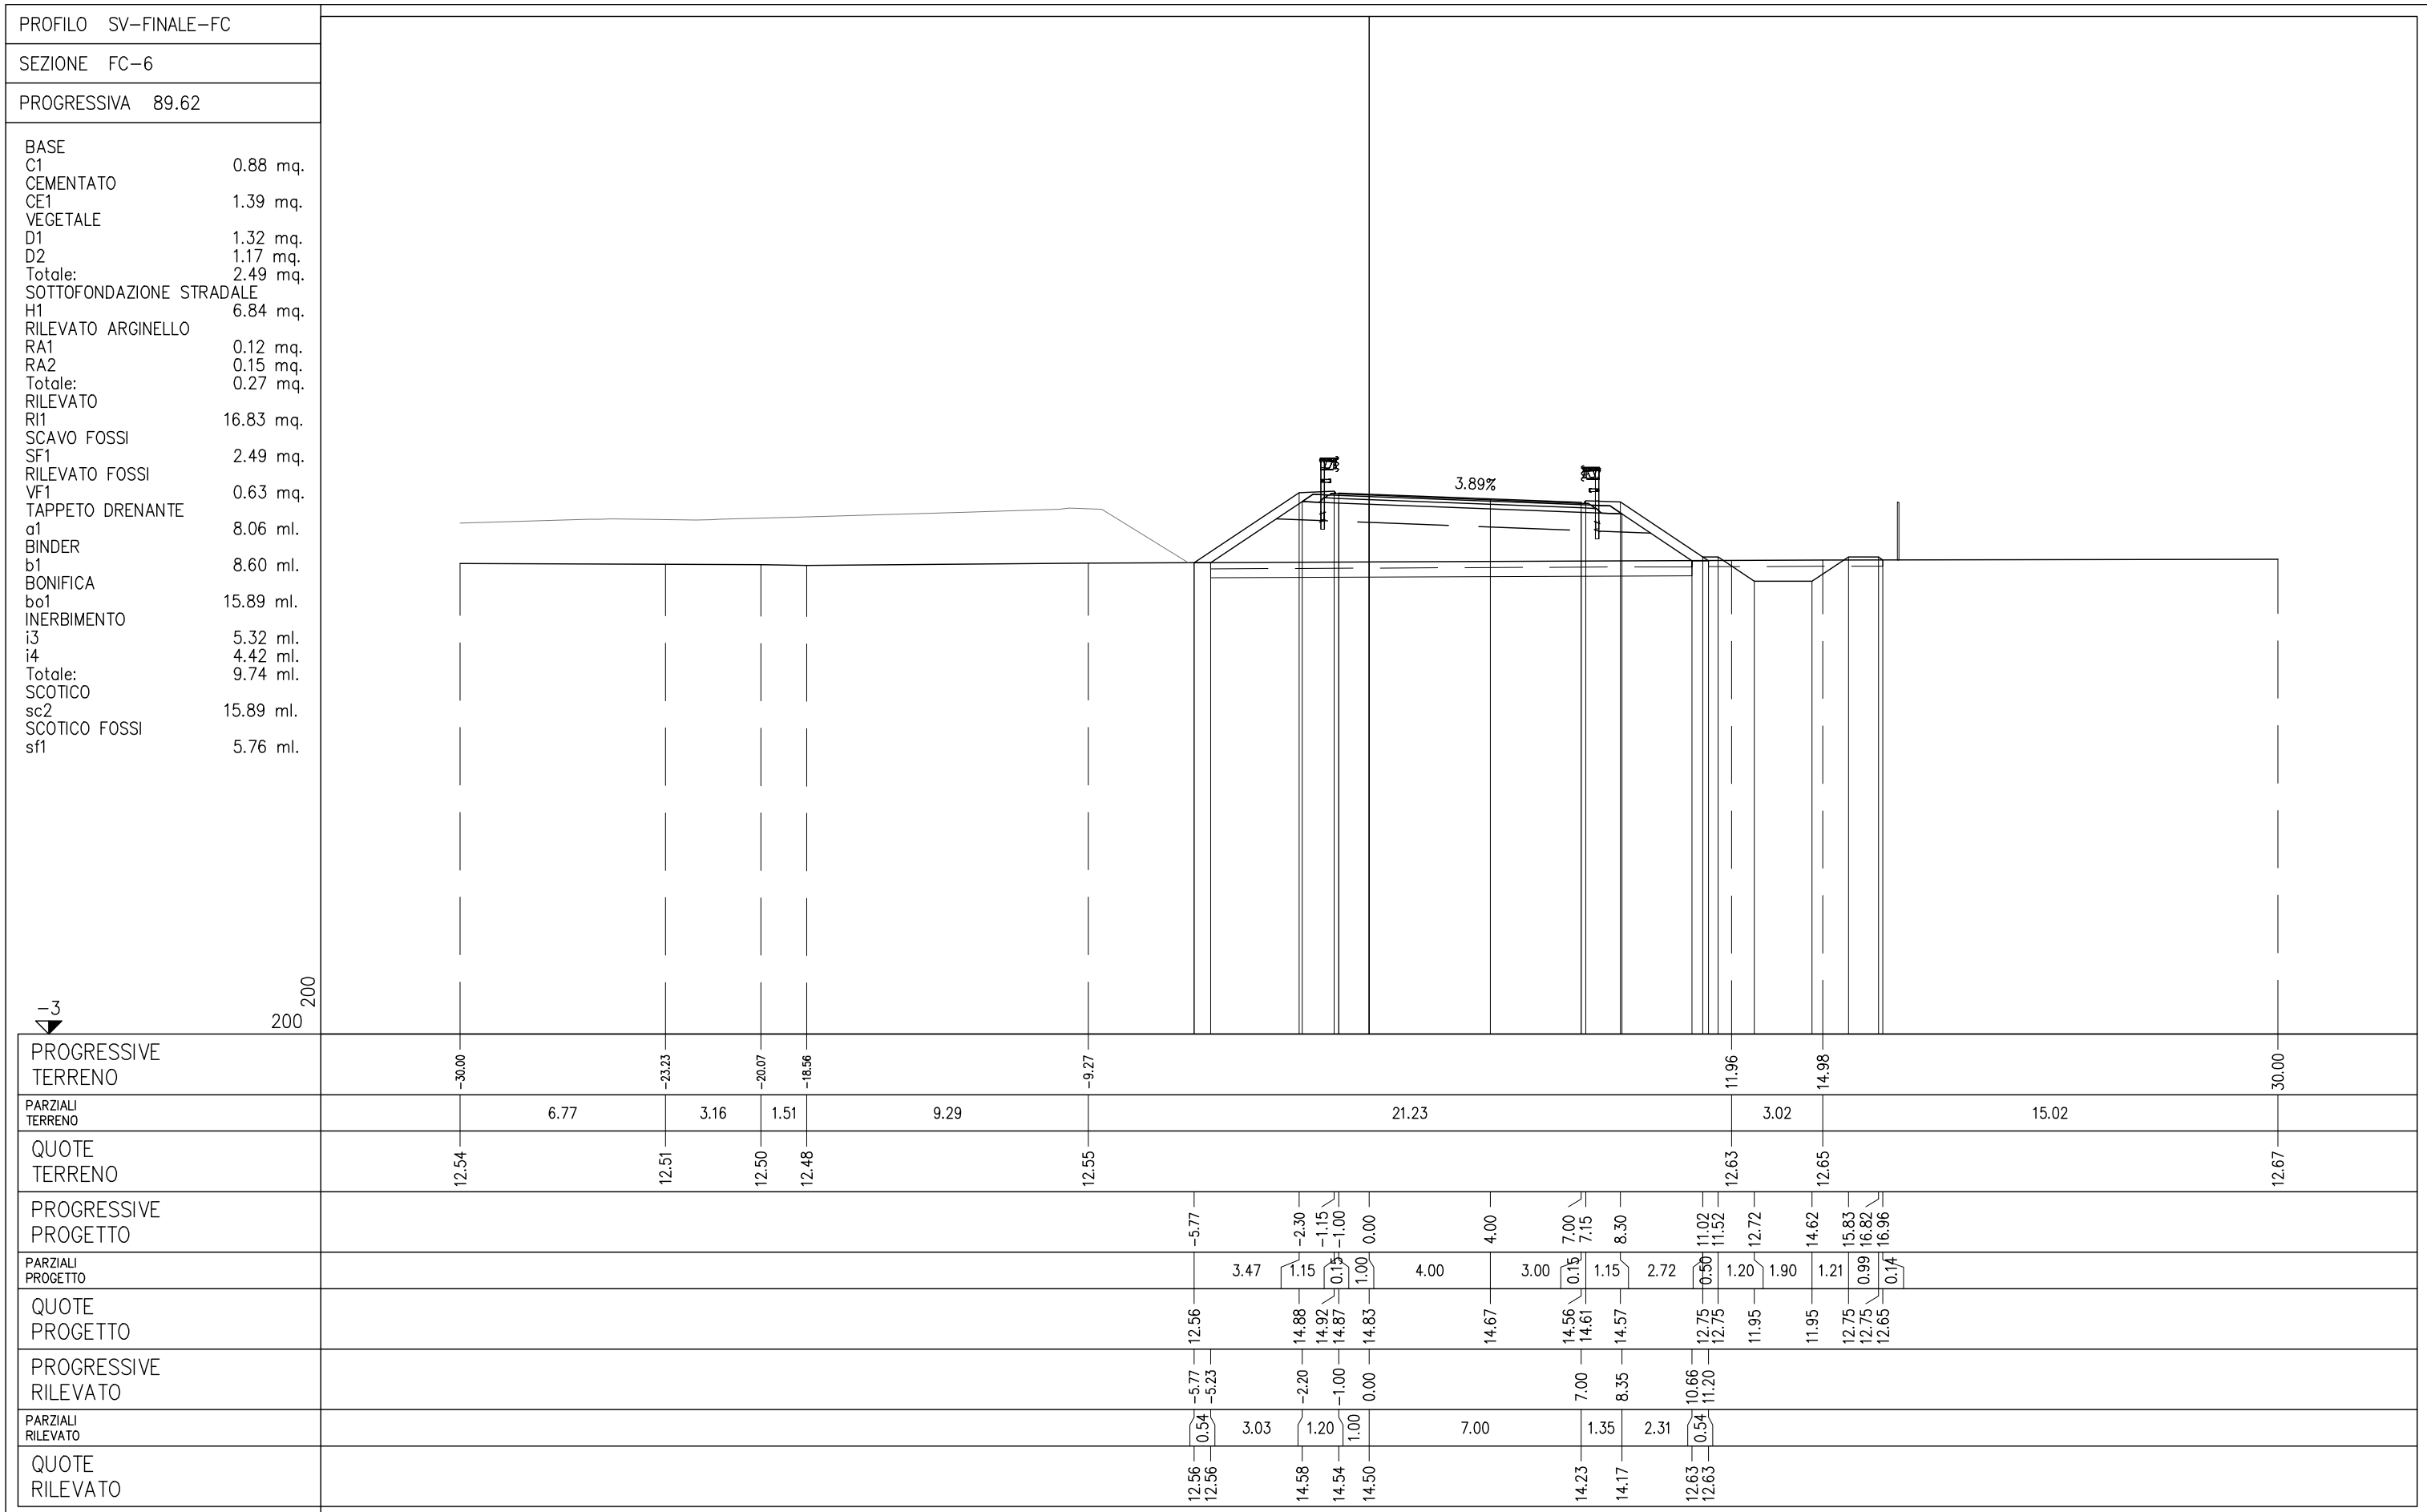 PROFILO SV-FINALE-FC
SEZIONE FC-6
PROGRESSIVA 89.62
BASE
C1 0.88 mq.
CEMENTATO
CE1 1.39 mq.
VEGETALE
D1 1.32 mq.
D2 1.17 mq.
Totale: 2.49 mq.
SOTTOFONDAZIONE STRADALE
H1 6.84 mq.
RILEVATO ARGINELLO
RA1 0.12 mq.
RA2 0.15 mq.
Totale: 0.27 mq.
RILEVATO
RI1 16.83 mq.
SCAVO FOSSI
SF1 2.49 mq.
RILEVATO FOSSI
VF1 0.63 mq.
TAPPETO DRENANTE
a1 8.06 ml.
BINDER
b1 8.60 ml.
BONIFICA
bo1 15.89 ml.
INERBIMENTO
i3 5.32 ml.
i4 4.42 ml.
Totale: 9.74 ml.
SCOTICO
sc2 15.89 ml.
SCOTICO FOSSI
sf1 5.76 ml.
3.89%
-3
200
200
PROGRESSIVE
TERRENO
-30.00 -23.23 -20.07 -18.56 -9.27 11.96 14.98 30.00
PARZIALI
TERRENO
6.77 3.16 1.51 9.29 21.23 3.02 15.02
QUOTE
TERRENO
12.54 12.51 12.50 12.48 12.55 12.63 12.65 12.67
PROGRESSIVE
PROGETTO
-5.77 -2.30 -1.15 -1.00 0.00 4.00 7.00 7.15 8.30 11.02 11.52 12.72 14.62 15.83 16.82 16.96
PARZIALI
PROGETTO
3.47 1.15 0.15 1.00 4.00 3.00 0.15 1.15 2.72 0.50 1.20 1.90 1.21 0.99 0.14
QUOTE
PROGETTO
12.56 14.88 14.92 14.87 14.83 14.67 14.56 14.61 14.57 12.75 12.75 11.95 11.95 12.75 12.75 12.65
PROGRESSIVE
RILEVATO
-5.77 -5.23 -2.20 -1.00 0.00 7.00 8.35 10.66 11.20
PARZIALI
RILEVATO
0.54 3.03 1.20 1.00 7.00 1.35 2.31 0.54
QUOTE
RILEVATO
12.56 12.56 14.58 14.54 14.50 14.23 14.17 12.63 12.63